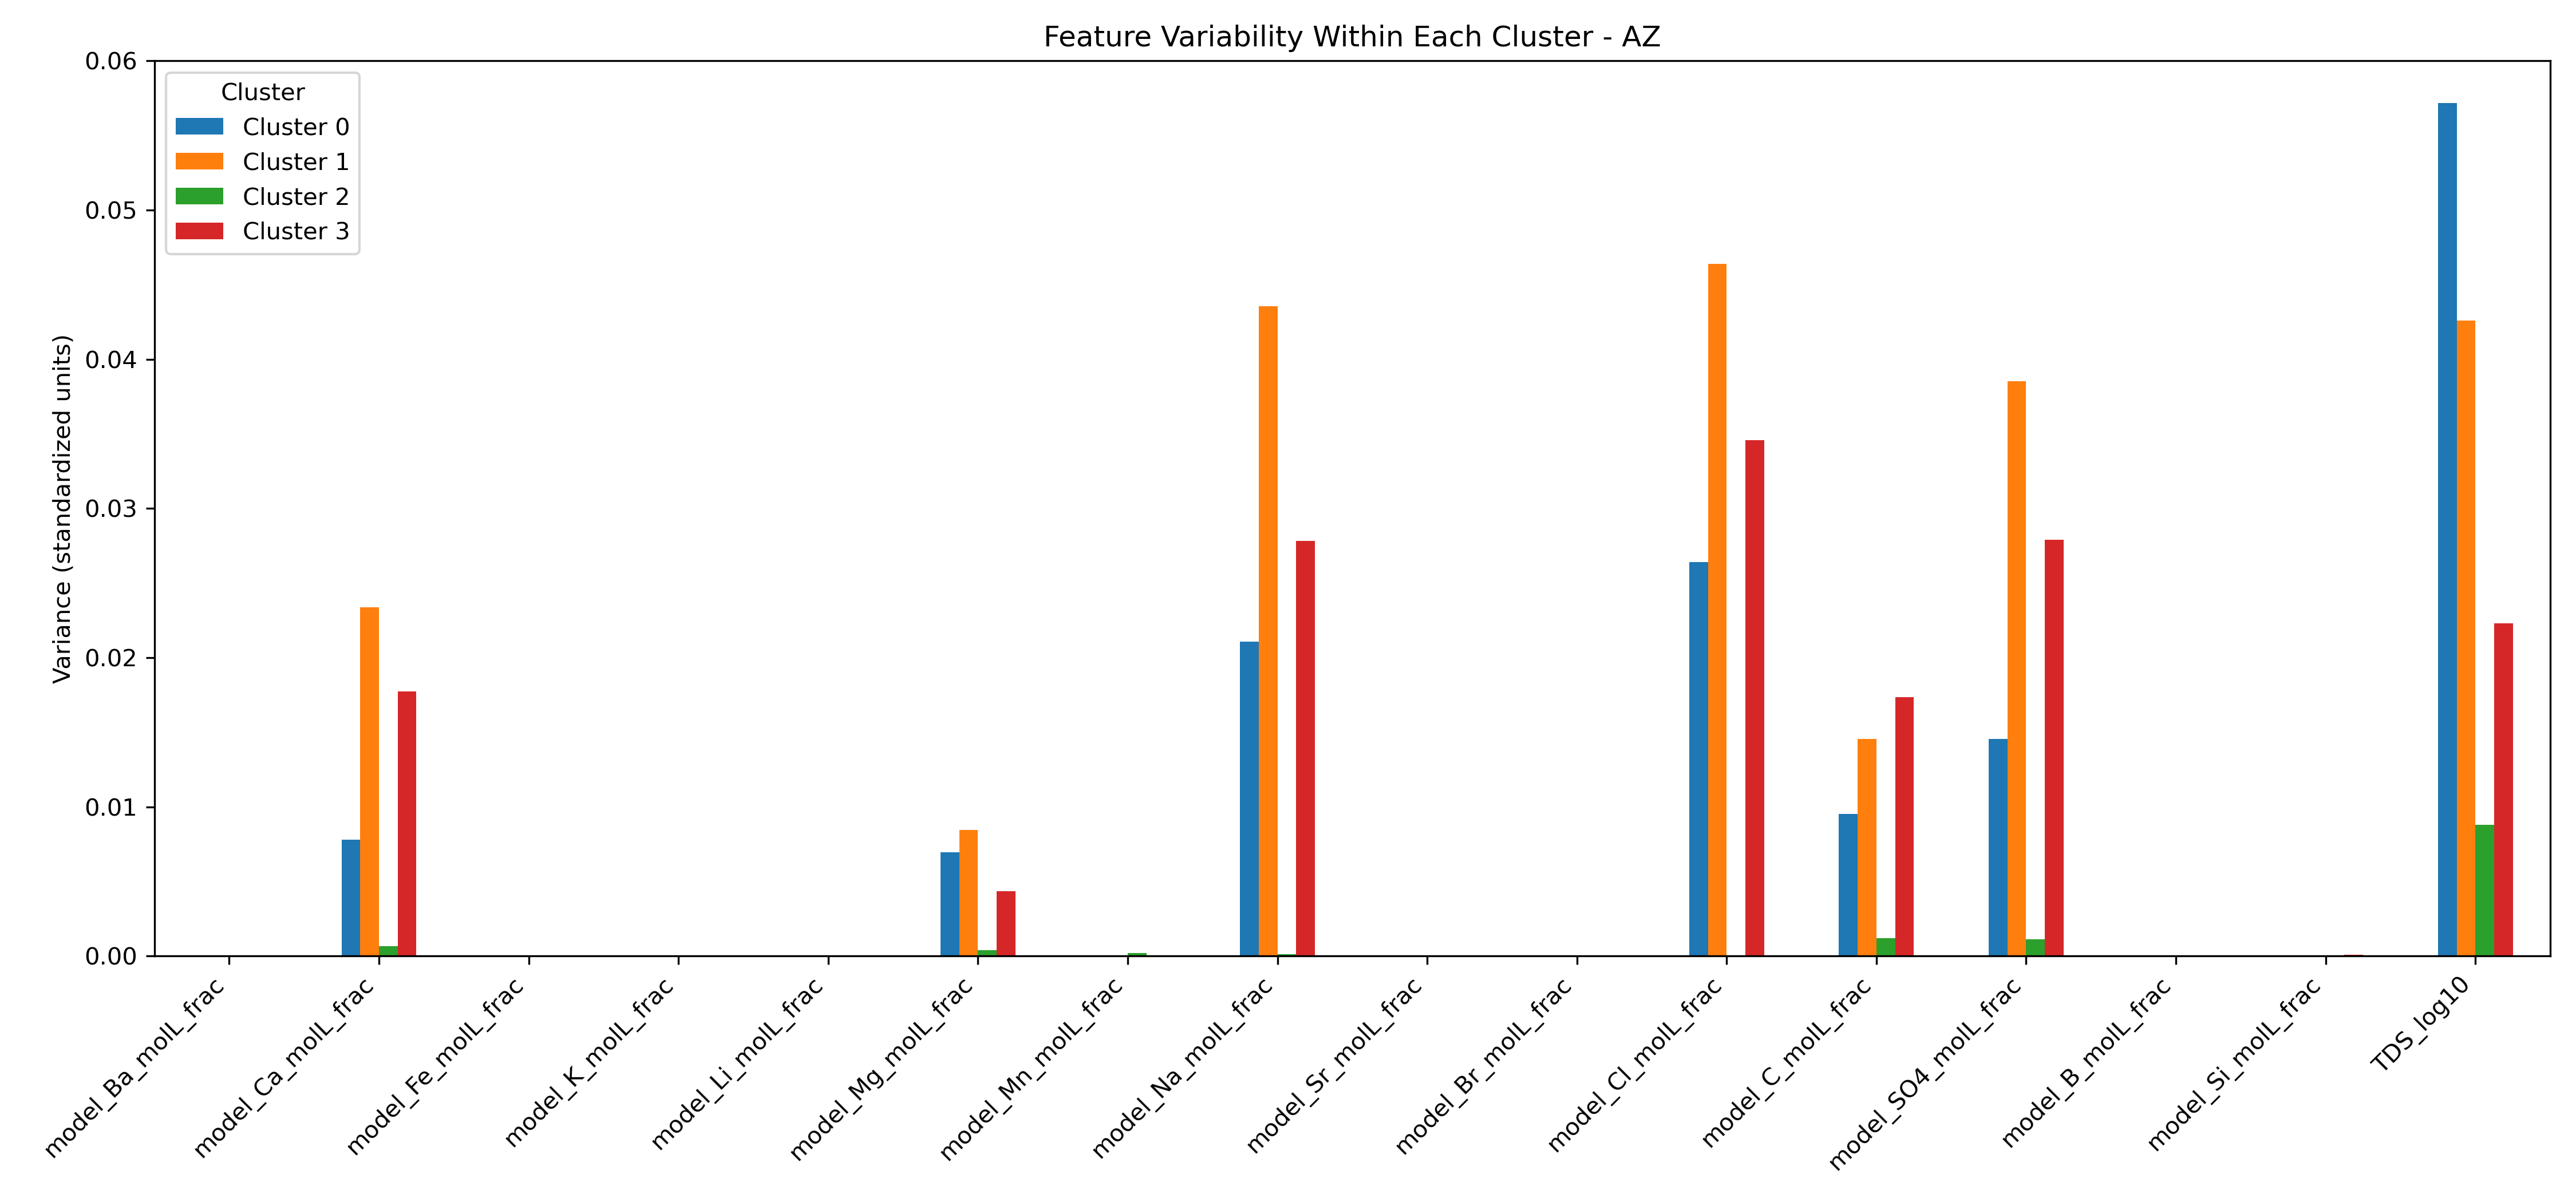 Feature Variability Within Each Cluster - AZ
Variance (standardized units)
0.06
0.05
0.04
0.03
0.02
0.01
0.00
Cluster
Cluster 0
Cluster 1
Cluster 2
Cluster 3
model_Ba_molL_frac
model_Ca_molL_frac
model_Fe_molL_frac
model_K_molL_frac
model_Li_molL_frac
model_Mg_molL_frac
model_Mn_molL_frac
model_Na_molL_frac
model_Sr_molL_frac
model_Br_molL_frac
model_Cl_molL_frac
model_C_molL_frac
model_SO4_molL_frac
model_B_molL_frac
model_Si_molL_frac
TDS_log10